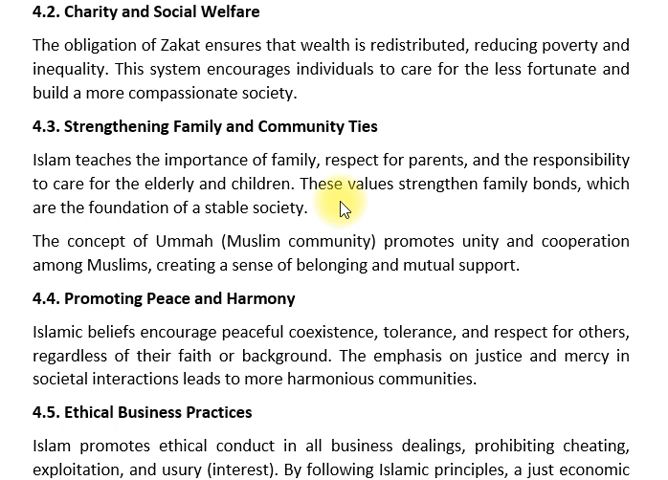 4.2. Charity and Social Welfare
The obligation of Zakat ensures that wealth is redistributed, reducing poverty and
inequality. This system encourages individuals to care for the less fortunate and
build a more compassionate society.
4.3. Strengthening Family and Community Ties
Islam teaches the importance of family, respect for parents, and the responsibility
to care for the elderly and children. These values strengthen family bonds, which
are the foundation of a stable society.
The concept of Ummah (Muslim community) promotes unity and cooperation
among Muslims, creating a sense of belonging and mutual support.
4.4. Promoting Peace and Harmony
Islamic beliefs encourage peaceful coexistence, tolerance, and respect for others,
regardless of their faith or background. The emphasis on justice and mercy in
societal interactions leads to more harmonious communities.
4.5. Ethical Business Practices
Islam promotes ethical conduct in all business dealings, prohibiting cheating,
exploitation, and usury (interest). By following Islamic principles, a just economic